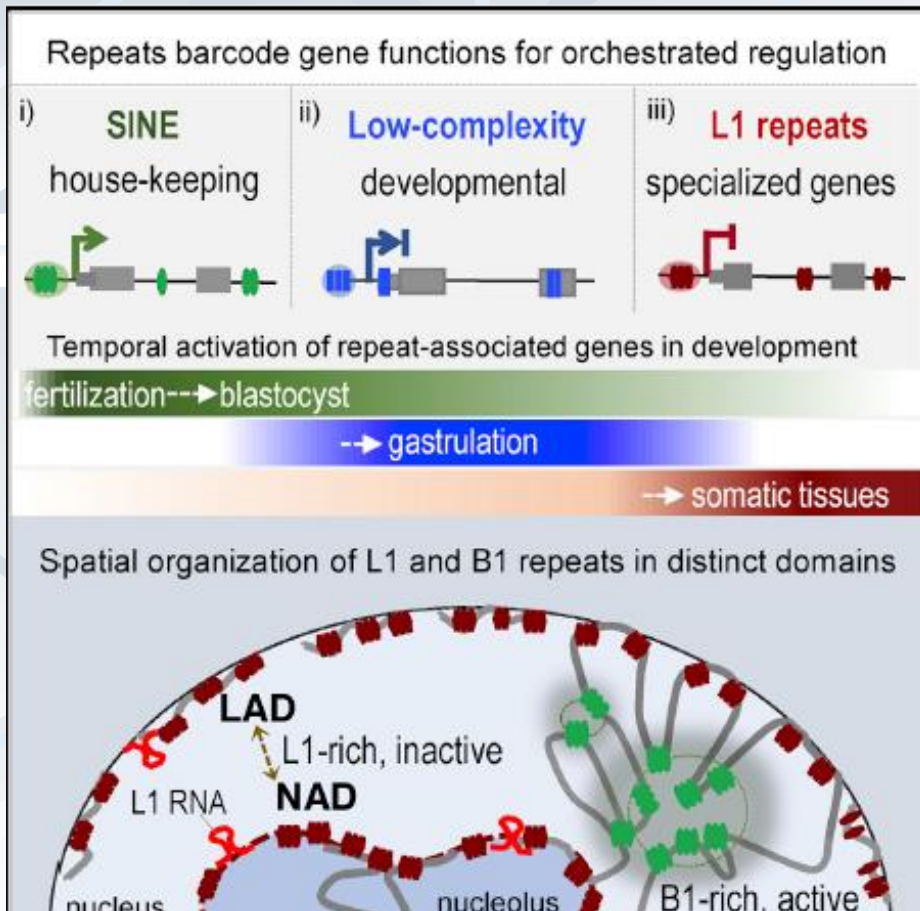 Repeats barcode gene functions for orchestrated regulation
i) SINE
house-keeping
ii) Low-complexity
developmental
iii) L1 repeats
specialized genes
Temporal activation of repeat-associated genes in development
fertilization --→ blastocyst
--→ gastrulation
--→ somatic tissues
Spatial organization of L1 and B1 repeats in distinct domains
LAD
L1-rich, inactive
NAD
L1 RNA
nucleus
nucleolus
B1-rich, active